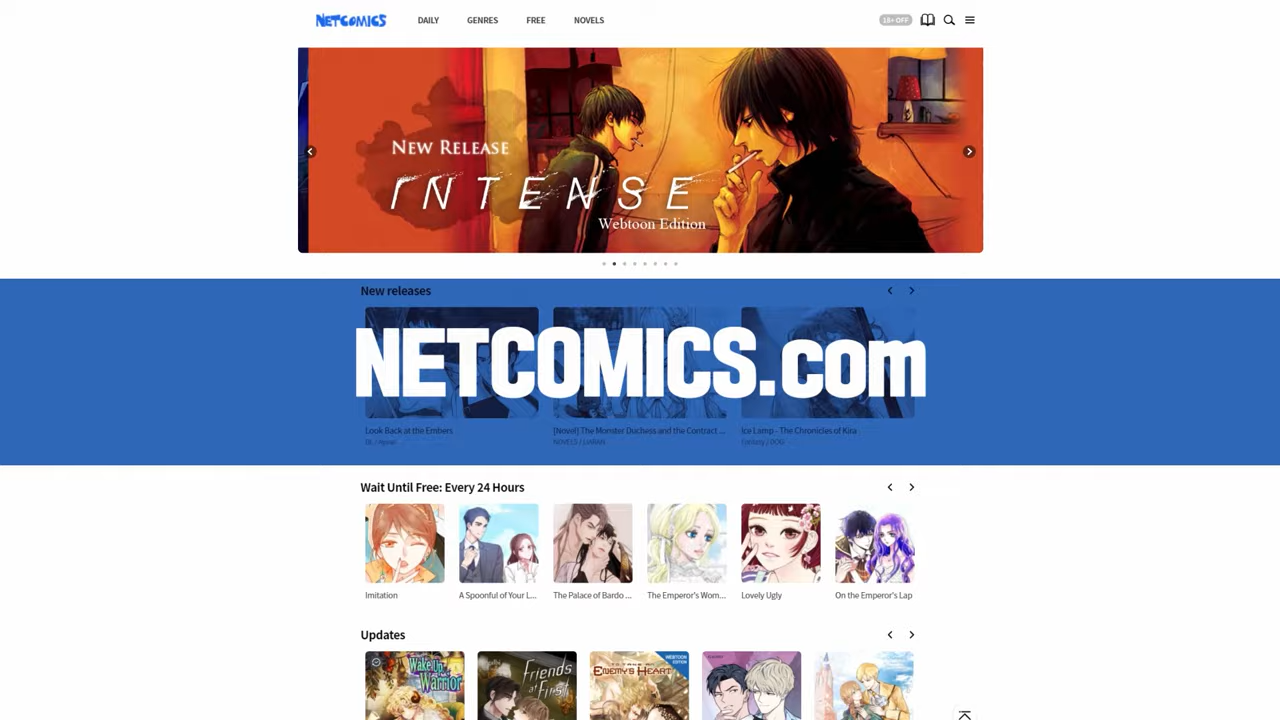 NETCOMICS
DAILY
GENRES
FREE
NOVELS
18+ OFF
NEW RELEASE
INTENSE
Webtoon Edition
New releases
NETCOMICS.com
Look Back at the Embers
[Novel] The Monster Duchess and the Contract ...
Ice Lamp - The Chronicles of Kira
Wait Until Free: Every 24 Hours
Imitation
A Spoonful of Your L...
The Palace of Bardo ...
The Emperor's Wom...
Lovely Ugly
On the Emperor's Lap
Updates
Wake Up,
Warrior
Friends
at First
WEBTOON
EDITION
TO TAKE AN
ENEMY'S HEART